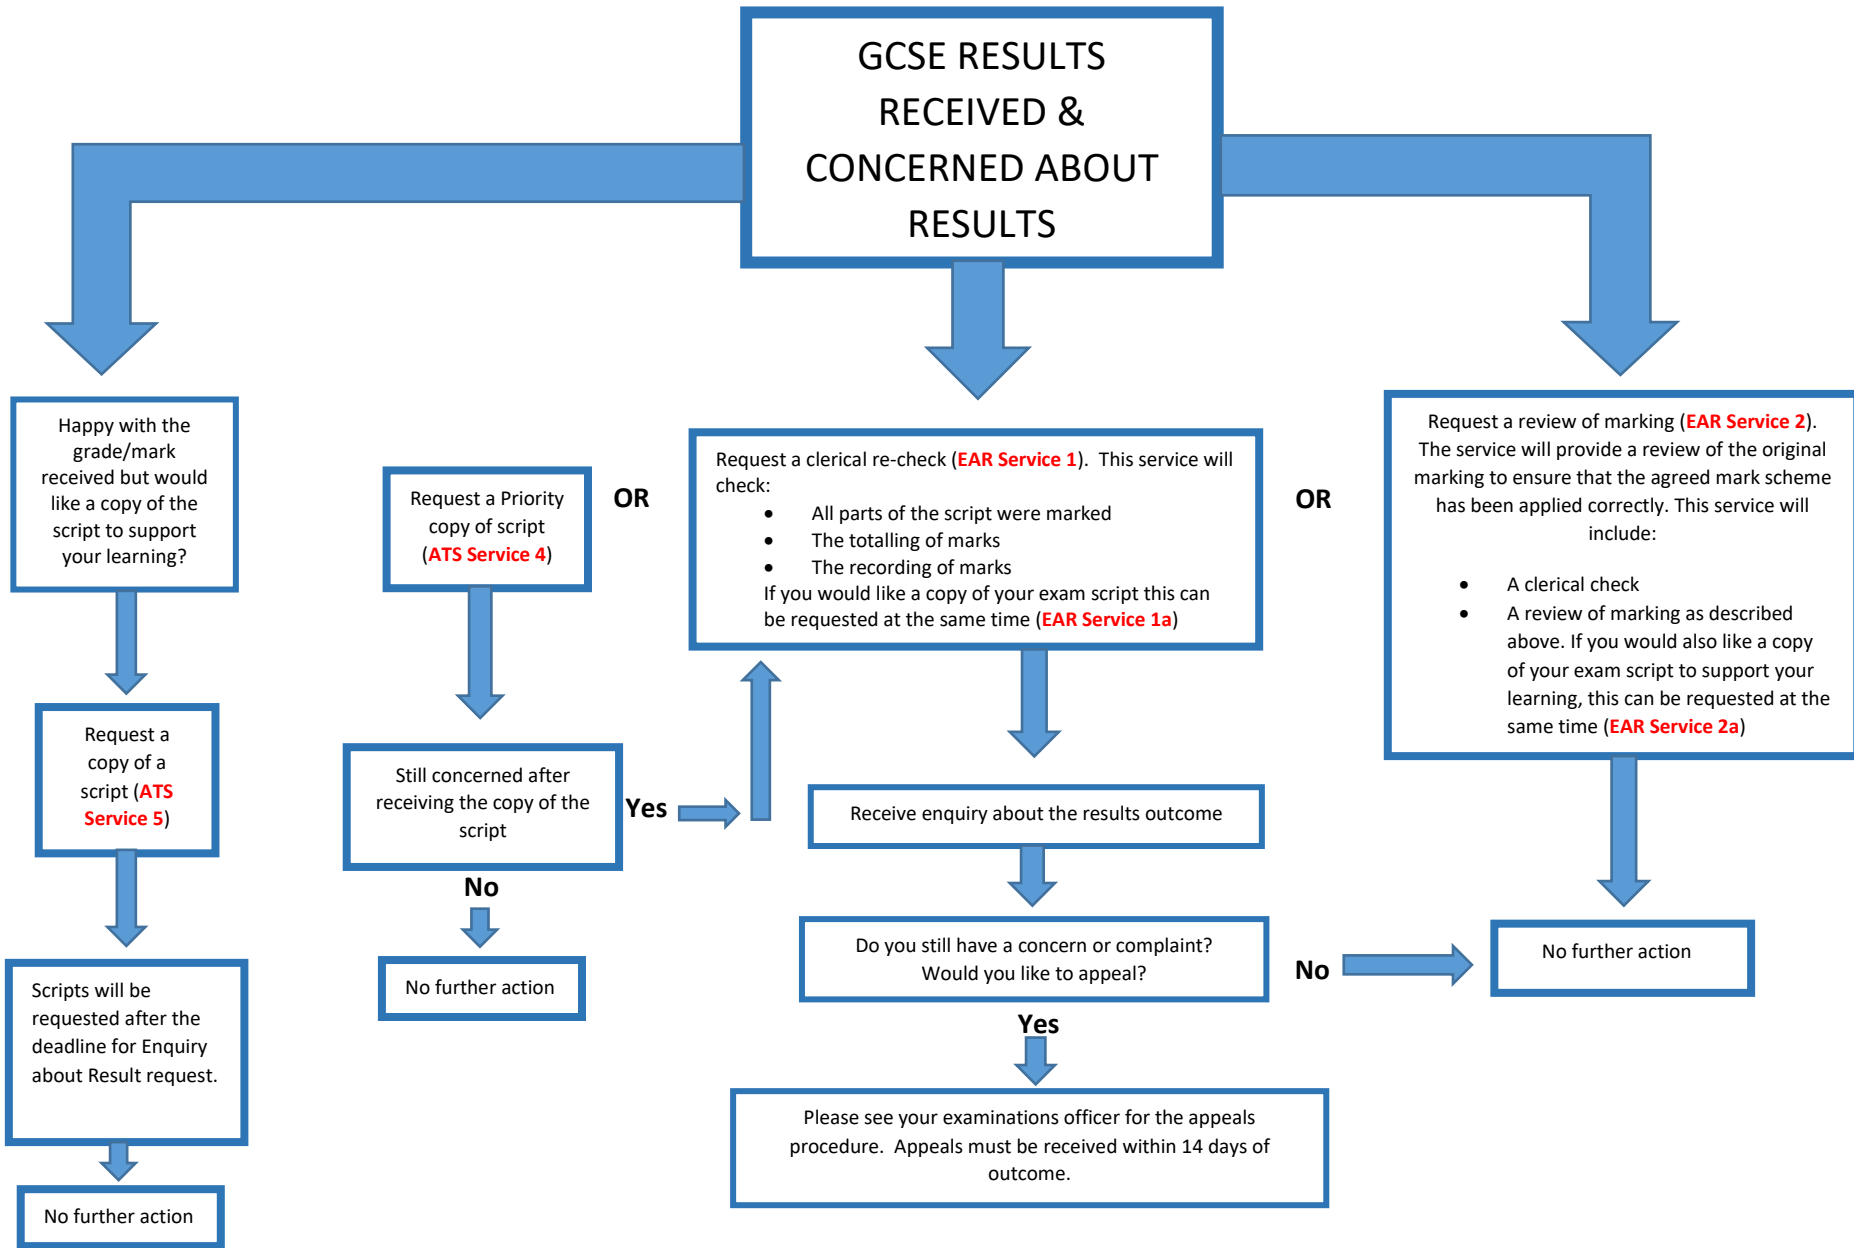 GCSE RESULTS
RECEIVED &
CONCERNED ABOUT
RESULTS
Happy with the
grade/mark
received but would
like a copy of the
script to support
your learning?
Request a
copy of a
script (ATS
Service 5)
Scripts will be
requested after the
deadline for Enquiry
about Result request.
No further action
Request a Priority
copy of script
(ATS Service 4)
Still concerned after
receiving the copy of the
script
Yes
No
No further action
OR
Request a clerical re-check (EAR Service 1).  This service will
check:
• All parts of the script were marked
• The totalling of marks
• The recording of marks
If you would like a copy of your exam script this can
be requested at the same time (EAR Service 1a)
Receive enquiry about the results outcome
Do you still have a concern or complaint?
Would you like to appeal?
No
Yes
Please see your examinations officer for the appeals
procedure.  Appeals must be received within 14 days of
outcome.
OR
Request a review of marking (EAR Service 2).
The service will provide a review of the original
marking to ensure that the agreed mark scheme
has been applied correctly. This service will
include:
• A clerical check
• A review of marking as described
above. If you would also like a copy
of your exam script to support your
learning, this can be requested at the
same time (EAR Service 2a)
No further action